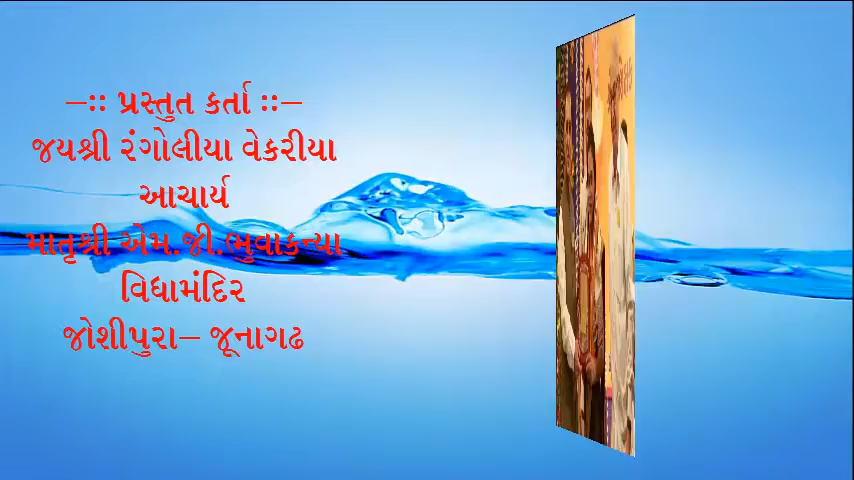 –:: પ્રસ્તુત કર્તા ::–
જયશ્રી રંગોલીયા વેકરીયા
આચાર્ય
માતૃશ્રી એમ.જી.ભુવાકન્યા
વિધામંદિર
જોશીપુરા– જૂનાગઢ